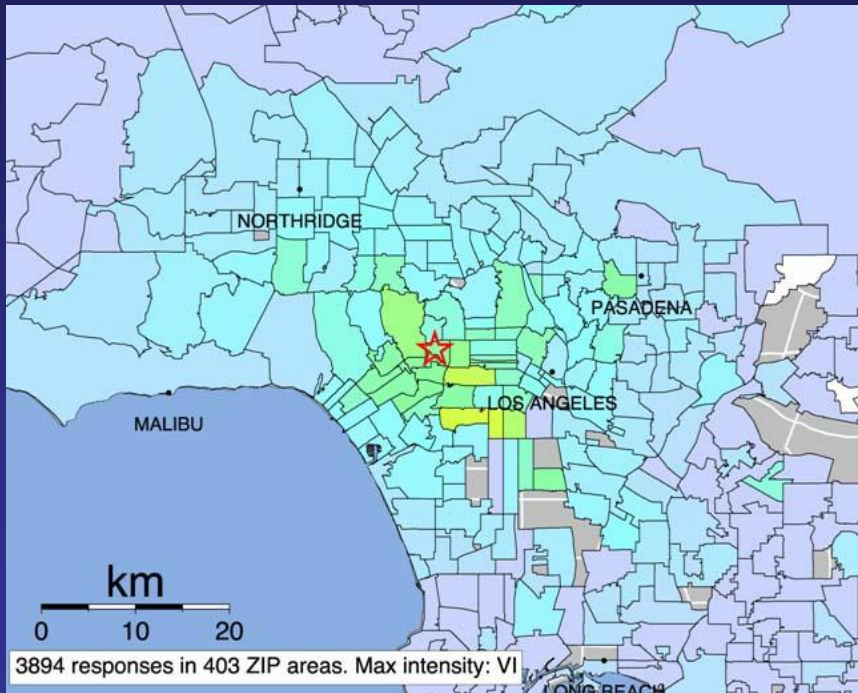 NORTHRIDGE
PASADENA
LOS ANGELES
MALIBU
km
0 10 20
3894 responses in 403 ZIP areas. Max intensity: VI
LONG BEACH